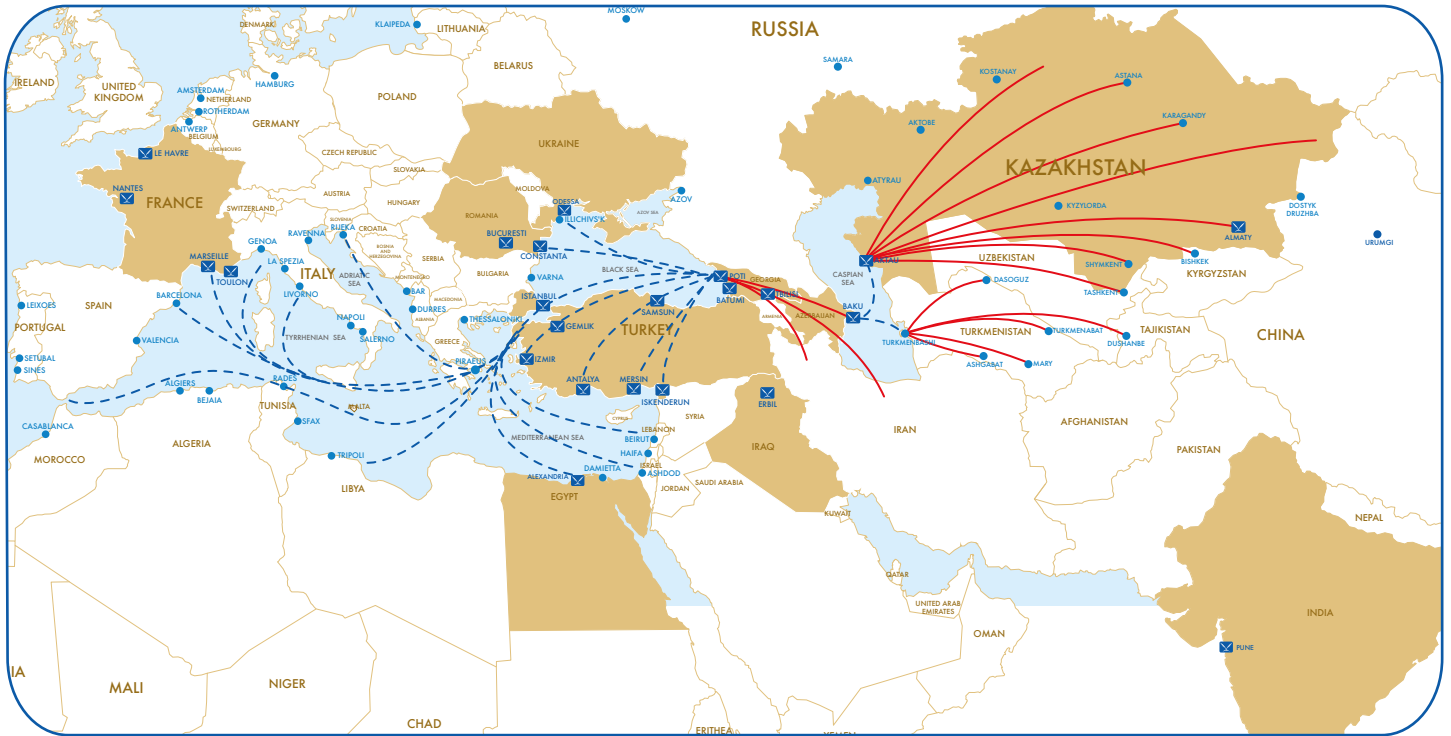 MOSKOW
DENMARK
KLAIPEDA
LITHUANIA
RUSSIA
IRELAND
UNITED
KINGDOM
HAMBURG
BELARUS
SAMARA
KOSTANAY
ASTANA
AMSTERDAM
NETHERLAND
ROTHERDAM
ANTWERP
BELGIUM
LUXEMBOURG
GERMANY
POLAND
AKTOBE
KARAGANDY
LE HAVRE
CZECH REPUBLIC
SLOVAKIA
UKRAINE
KAZAKHSTAN
NANTES
FRANCE
SWITZERLAND
AUSTRIA
HUNGARY
MOLDOVA
ODESSA
ILLICHIVS'K
AZOV
AZOV SEA
ATYRAU
KYZYLORDA
DOSTYK
DRUZHBA
ROMANIA
SLOVENIA
RIJEKA
CROATIA
RAVENNA
GENOA
BOSNIA
AND
HERZEGOVINA
SERBIA
BUCURESTI
CONSTANTA
ALMATY
URUMGI
MARSEILLE
TOULON
LA SPEZIA
ITALY
ADRIATIC
SEA
MONTENEGRO
BULGARIA
VARNA
BLACK SEA
POTI
BATUMI
GEORGIA
TBILISI
CASPIAN
SEA
AKTAU
UZBEKISTAN
SHYMKENT
BISHKEK
KYRGYZSTAN
DASOGUZ
TASHKENT
LEIXOES
SPAIN
BARCELONA
LIVORNO
BAR
MACEDONIA
DURRES
ALBANIA
ISTANBUL
SAMSUN
ARMENIA
AZERBAIJAN
BAKU
PORTUGAL
VALENCIA
NAPOLI
SALERNO
TYRRHENIAN SEA
THESSALONIKI
GREECE
GEMLIK
TURKEY
TURKMENBASHI
TURKMENISTAN
TURKMENABAT
TAJIKISTAN
DUSHANBE
CHINA
SETUBAL
SINES
PIRAEUS
IZMIR
ASHGABAT
MARY
ALGIERS
BEJAIA
RADES
ANTALYA
MERSIN
ISKENDERUN
ERBIL
TUNISIA
MALTA
CYPRUS
SYRIA
CASABLANCA
SFAX
ALGERIA
MEDITERRANEAN SEA
LEBANON
BEIRUT
IRAN
AFGHANISTAN
MOROCCO
TRIPOLI
HAIFA
ISRAEL
ASHDOD
IRAQ
PAKISTAN
LIBYA
ALEXANDRIA
DAMIETTA
EGYPT
JORDAN
SAUDI ARABIA
KUWAIT
NEPAL
QATAR
UNITED ARAB
EMIRATES
OMAN
INDIA
PUNE
IA
MALI
NIGER
CHAD
ERITHEA
YEMEN